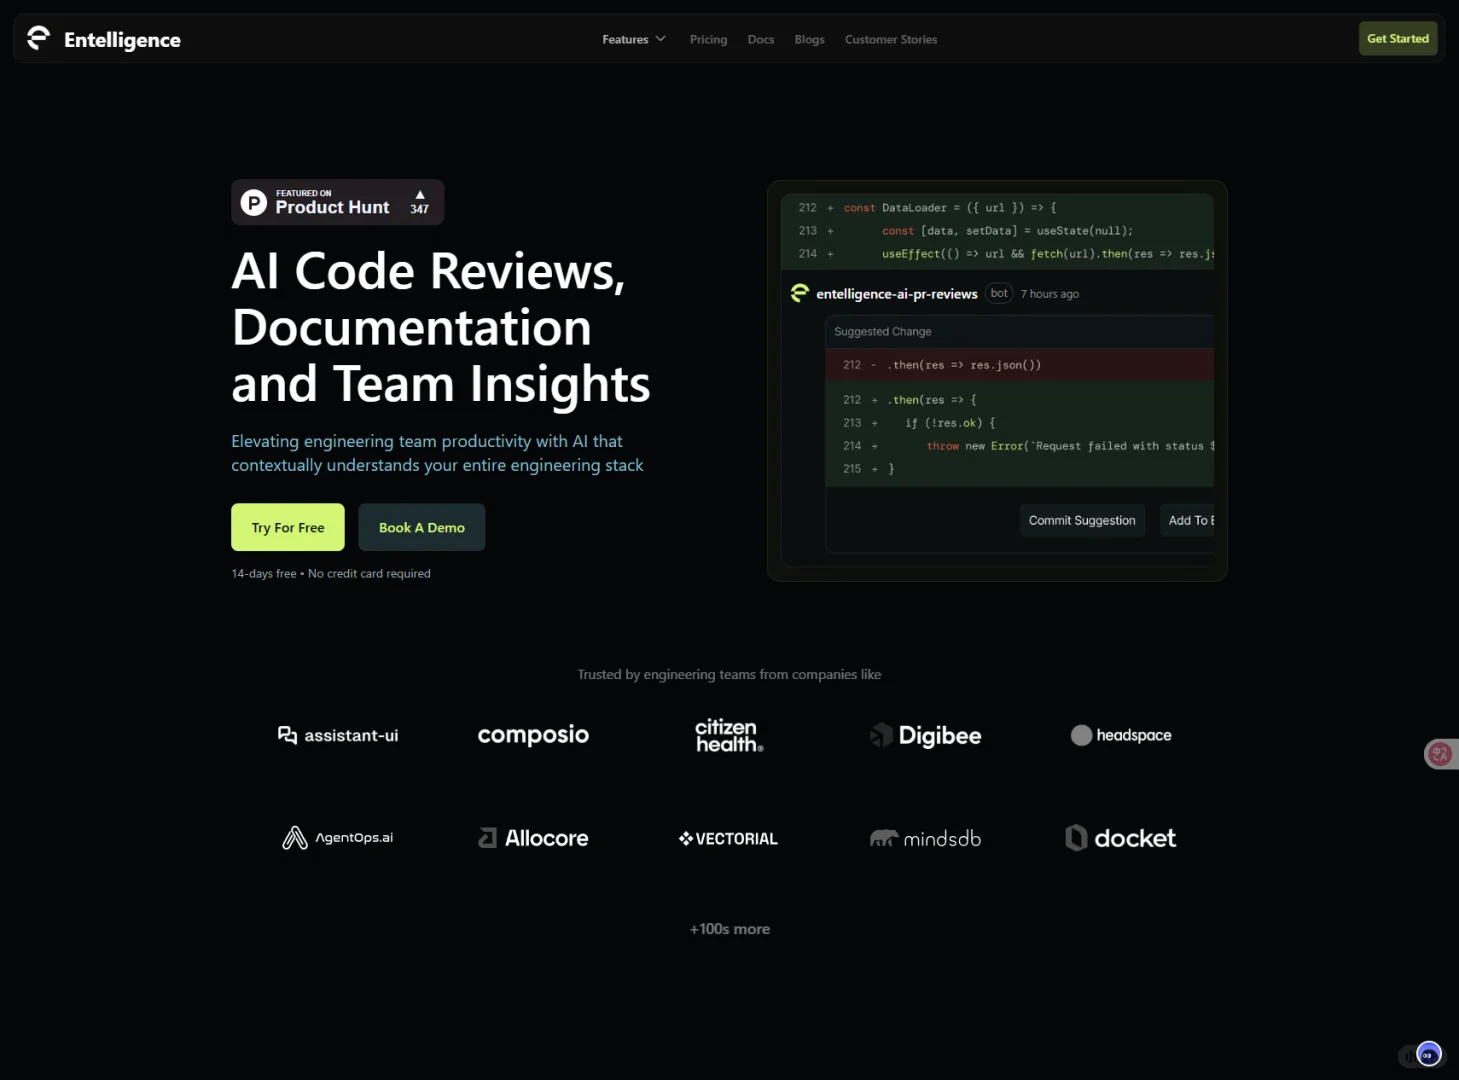 Entelligence
Features
Pricing
Docs
Blogs
Customer Stories
Get Started
FEATURED ON
Product Hunt
347
AI Code Reviews,
Documentation
and Team Insights
Elevating engineering team productivity with AI that
contextually understands your entire engineering stack
Try For Free
Book A Demo
14-days free • No credit card required
212 + const DataLoader = ({ url }) => {
213 + const [data, setData] = useState(null);
214 + useEffect(() => url && fetch(url).then(res => res.js
entelligence-ai-pr-reviews bot 7 hours ago
Suggested Change
212 - .then(res => res.json())
212 + .then(res => {
213 + if (!res.ok) {
214 + throw new Error(`Request failed with status $
215 + }
Commit Suggestion
Add To
Trusted by engineering teams from companies like
assistant-ui
composio
citizen
health®
Digibee
headspace
AgentOps.ai
Allocore
VECTORIAL
mindsdb
docket
+100s more